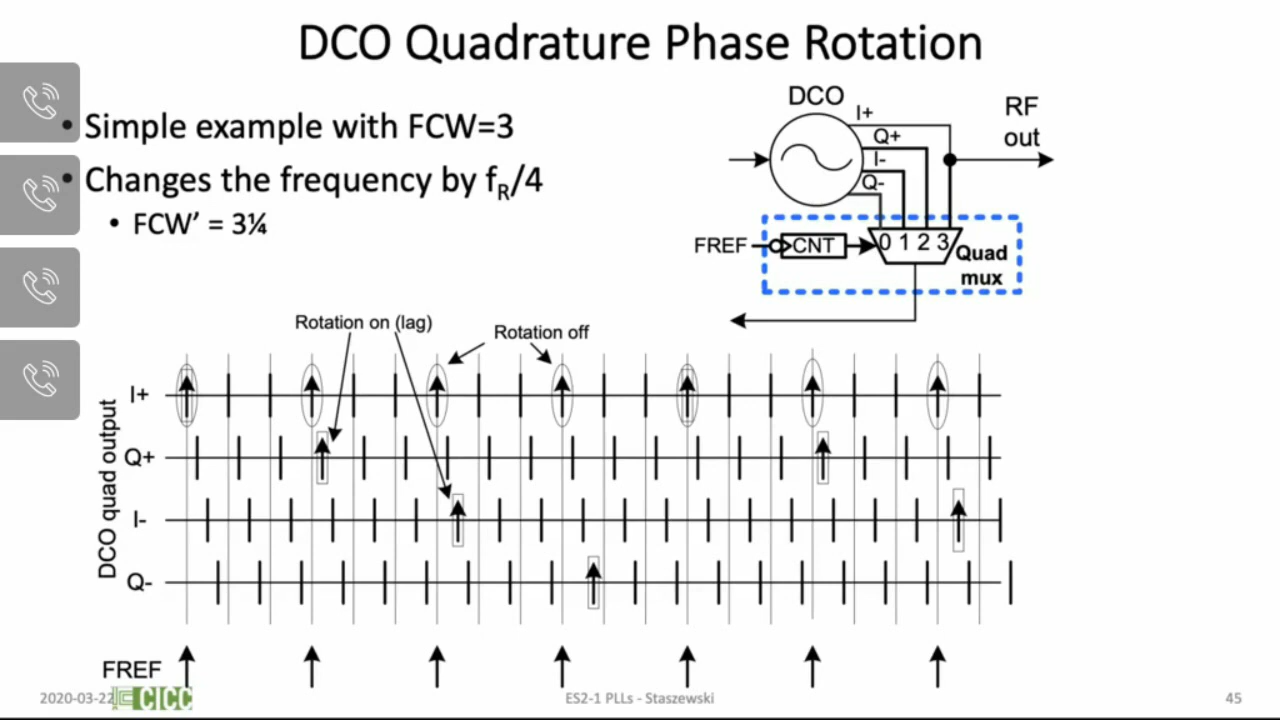 DCO Quadrature Phase Rotation
• Simple example with FCW=3
• Changes the frequency by fR/4
• FCW’ = 3¼
DCO
I+
Q+
I-
Q-
RF
out
FREF
CNT
0 1 2 3
Quad
mux
Rotation on (lag)
Rotation off
DCO quad output
I+
Q+
I-
Q-
FREF
2020-03-22
CICC
ES2-1 PLLs - Staszewski
45